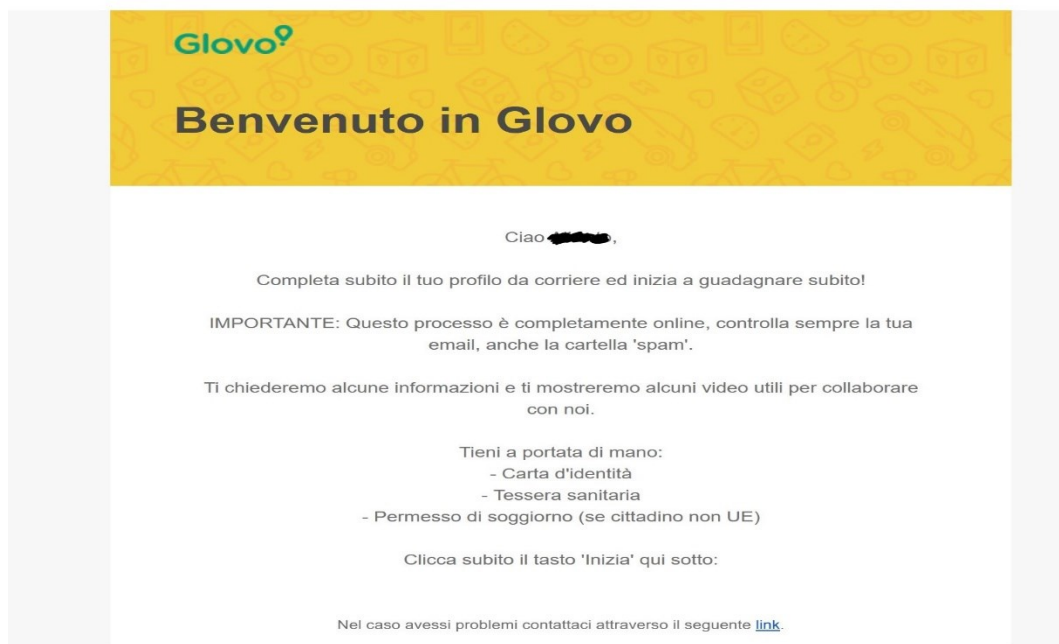 Glovo
Benvenuto in Glovo
Ciao ,
Completa subito il tuo profilo da corriere ed inizia a guadagnare subito!
IMPORTANTE: Questo processo è completamente online, controlla sempre la tua
email, anche la cartella 'spam'.
Ti chiederemo alcune informazioni e ti mostreremo alcuni video utili per collaborare
con noi.
Tieni a portata di mano:
- Carta d'identità
- Tessera sanitaria
- Permesso di soggiorno (se cittadino non UE)
Clicca subito il tasto 'Inizia' qui sotto:
Nel caso avessi problemi contattaci attraverso il seguente link.